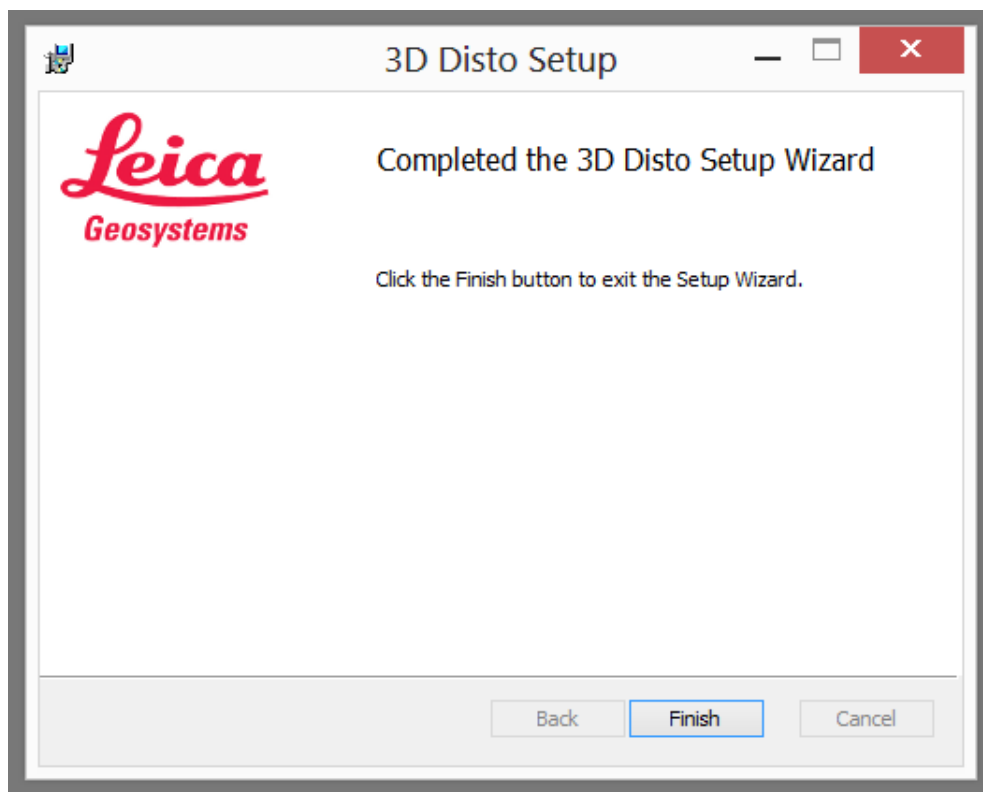 3D Disto Setup
Leica
Geosystems
Completed the 3D Disto Setup Wizard
Click the Finish button to exit the Setup Wizard.
Back
Finish
Cancel